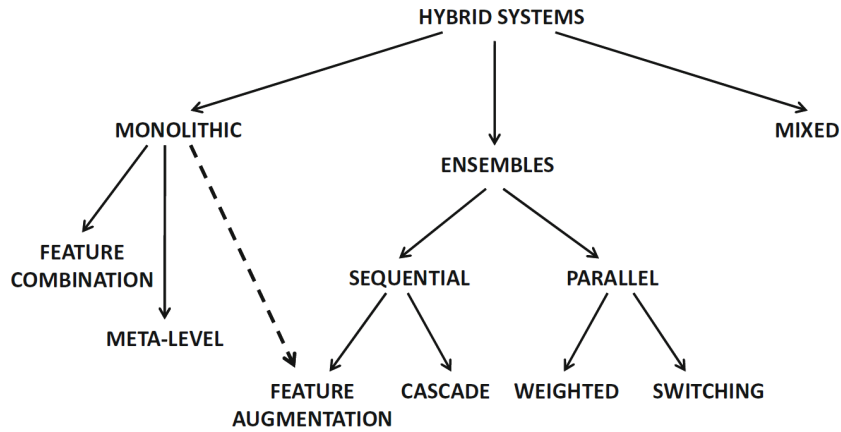 HYBRID SYSTEMS
MONOLITHIC
MIXED
ENSEMBLES
FEATURE
COMBINATION
SEQUENTIAL
PARALLEL
META-LEVEL
FEATURE
AUGMENTATION
CASCADE
WEIGHTED
SWITCHING